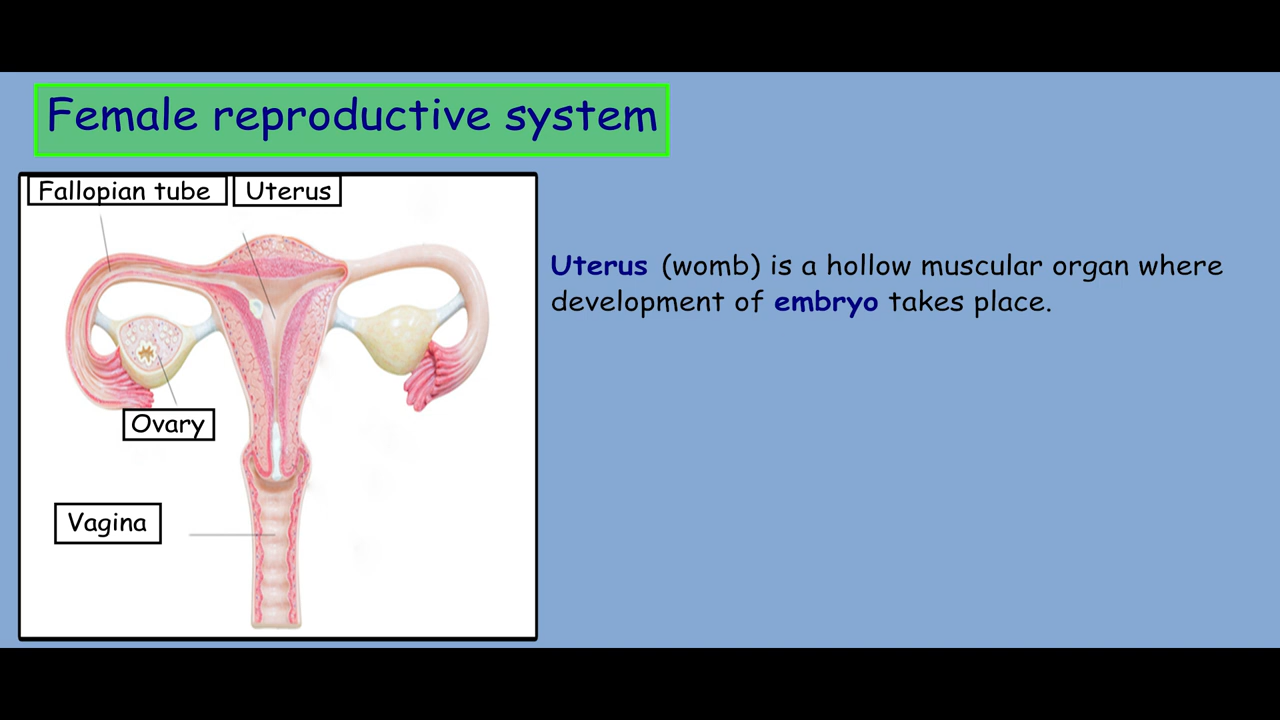 Female reproductive system
Fallopian tube
Uterus
Uterus (womb) is a hollow muscular organ where
development of embryo takes place.
Ovary
Vagina